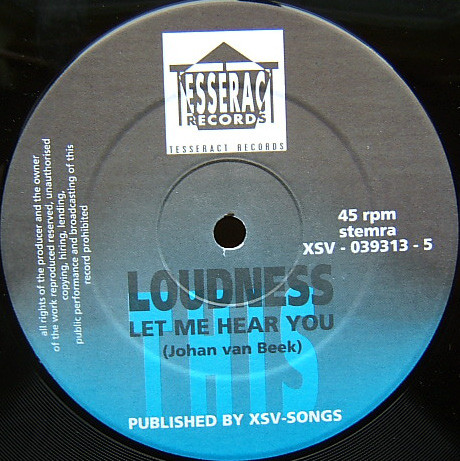 TESSERACT
RECORDS
TESSERACT RECORDS
all rights of the producer and the owner
of the work reproduced reserved, unauthorised
copying, hiring, lending,
public performance and broadcasting of this
record prohibited
45 rpm
stemra
XSV - 039313 - 5
LOUDNESS
LET ME HEAR YOU
(Johan van Beek)
THIS
PUBLISHED BY XSV-SONGS